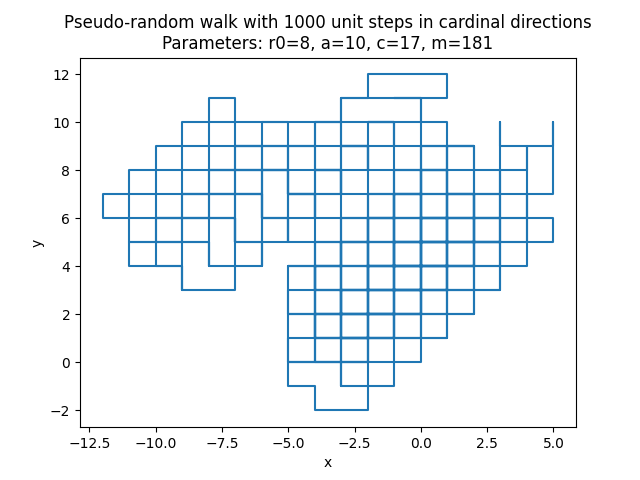 Pseudo-random walk with 1000 unit steps in cardinal directions
Parameters: r0=8, a=10, c=17, m=181
12
10
8
6
4
2
0
−2
y
−12.5 −10.0 −7.5 −5.0 −2.5 0.0 2.5 5.0
x